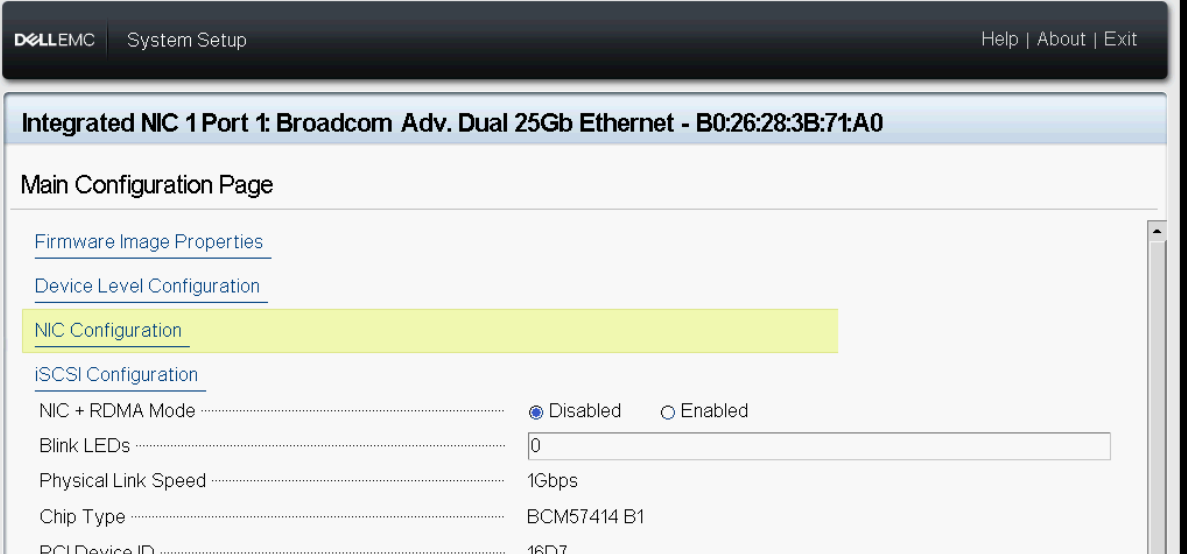 DELLEMC System Setup Help | About | Exit
Integrated NIC 1 Port 1: Broadcom Adv. Dual 25Gb Ethernet - B0:26:28:3B:71:A0
Main Configuration Page
Firmware Image Properties
Device Level Configuration
NIC Configuration
iSCSI Configuration
NIC + RDMA Mode Disabled Enabled
Blink LEDs 0
Physical Link Speed 1Gbps
Chip Type BCM57414 B1
PCI Device ID 16D7